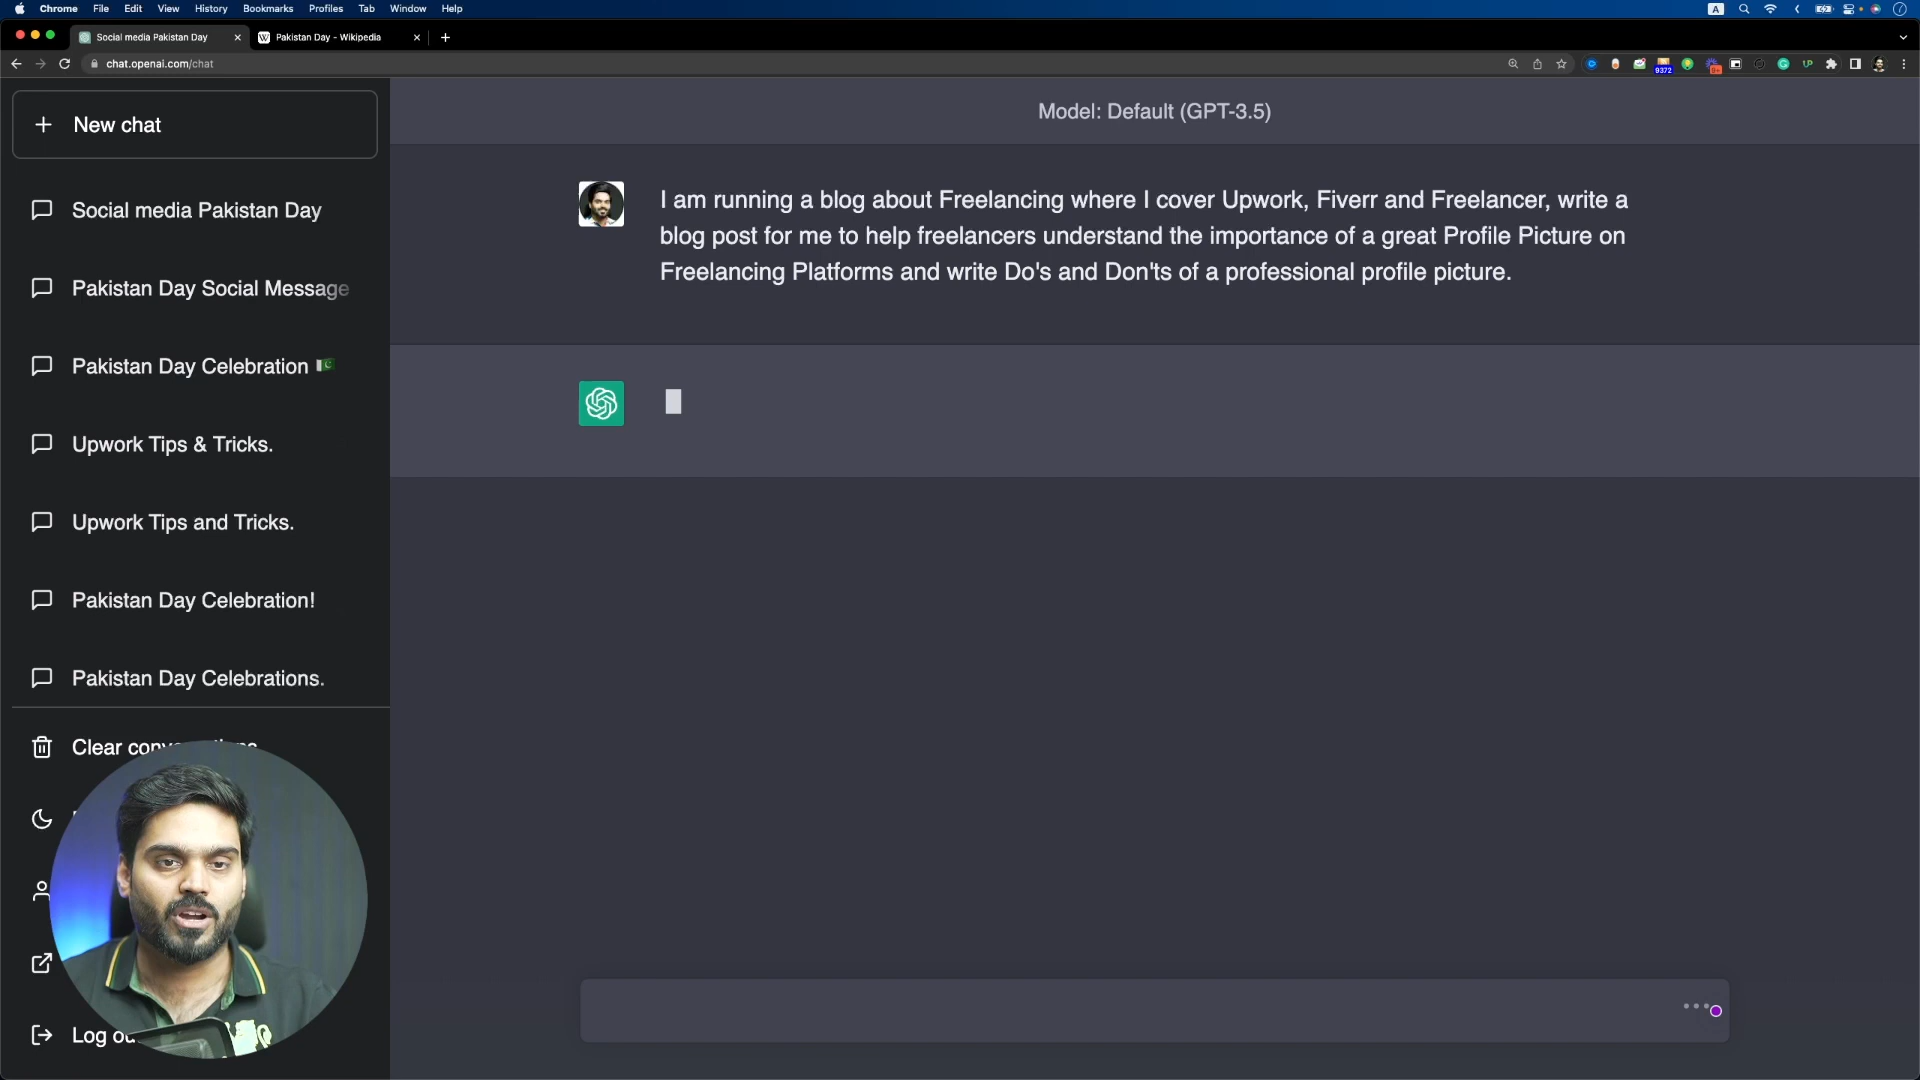 Chrome File Edit View History Bookmarks Profiles Tab Window Help
A
Social media Pakistan Day
W Pakistan Day - Wikipedia
chat.openai.com/chat
9372
9+
UP
New chat
Model: Default (GPT-3.5)
Social media Pakistan Day
Pakistan Day Social Message
Pakistan Day Celebration 🇵🇰
Upwork Tips & Tricks.
Upwork Tips and Tricks.
Pakistan Day Celebration!
Pakistan Day Celebrations.
Clear
Log
I am running a blog about Freelancing where I cover Upwork, Fiverr and Freelancer, write a
blog post for me to help freelancers understand the importance of a great Profile Picture on
Freelancing Platforms and write Do's and Don'ts of a professional profile picture.